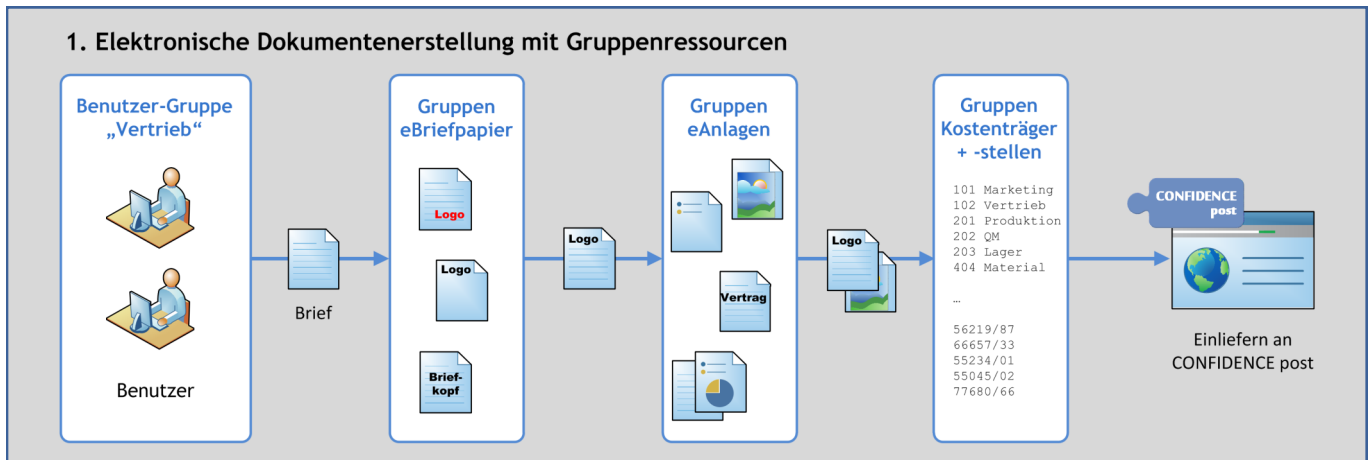 1. Elektronische Dokumentenerstellung mit Gruppenressourcen
Benutzer-Gruppe
„Vertrieb“
Benutzer
Brief
Gruppen
eBriefpapier
Logo
Logo
Brief-
kopf
Logo
Gruppen
eAnlagen
Vertrag
Logo
Gruppen
Kostenträger
+ -stellen
101 Marketing
102 Vertrieb
201 Produktion
202 QM
203 Lager
404 Material
…
56219/87
66657/33
55234/01
55045/02
77680/66
CONFIDENCE
post
Einliefern an
CONFIDENCE post